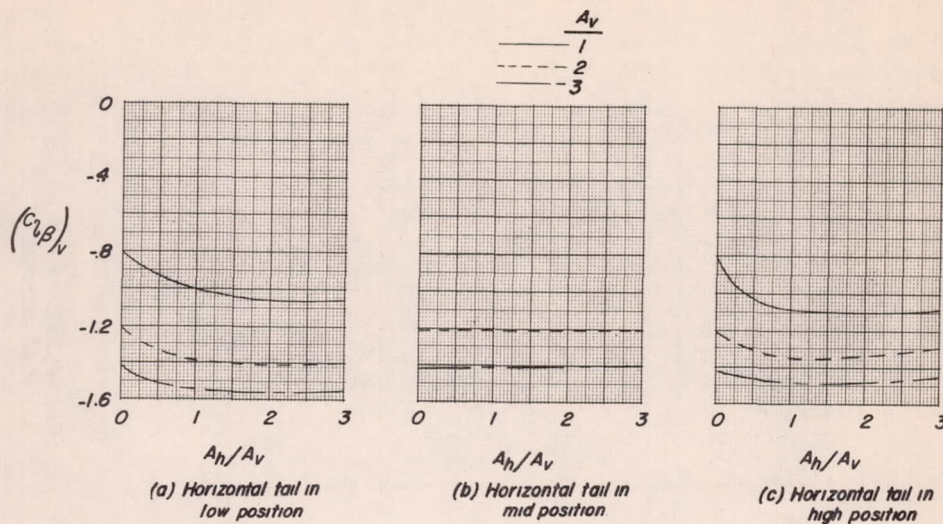 A_v
1
2
3
0
-.4
-.8
-1.2
-1.6
(C_lβ)_v
0 1 2 3
0 1 2 3
0 1 2 3
A_h/A_v
A_h/A_v
A_h/A_v
(a) Horizontal tail in
low position
(b) Horizontal tail in
mid position
(c) Horizontal tail in
high position